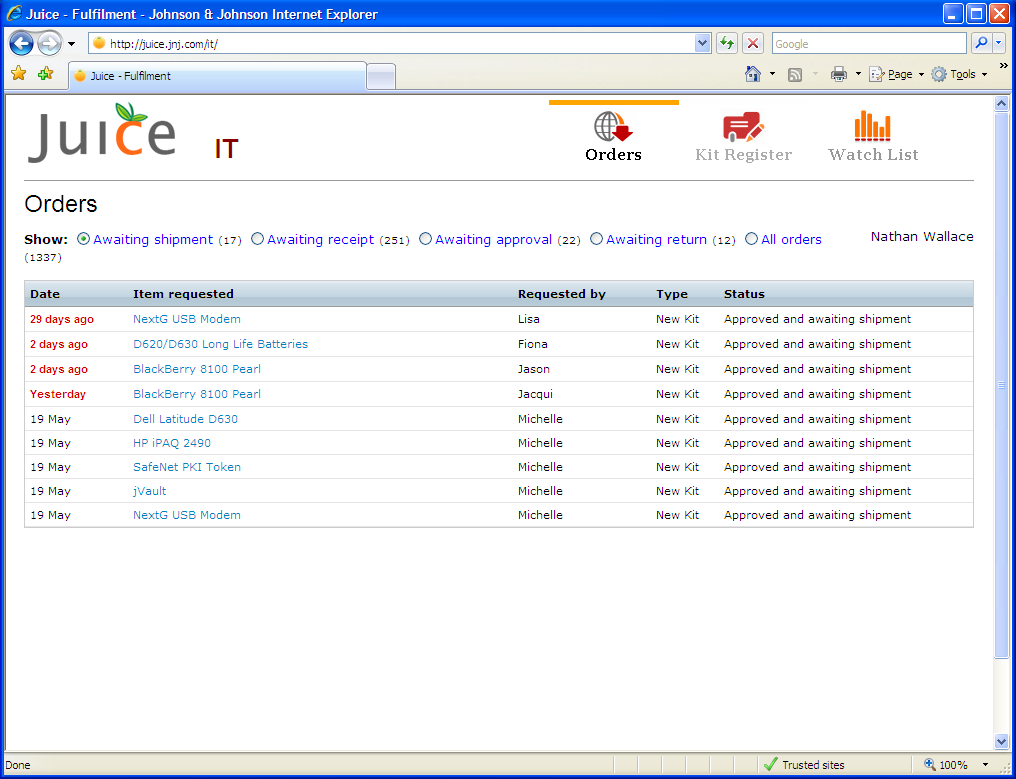 Juice - Fulfilment - Johnson & Johnson Internet Explorer
http://juice.jnj.com/it/
Google
Juice - Fulfilment
Page Tools »
Juice IT
Orders Kit Register Watch List
Orders
Show: Awaiting shipment (17) Awaiting receipt (251) Awaiting approval (22) Awaiting return (12) All orders
(1337)
Nathan Wallace
Date Item requested Requested by Type Status
29 days ago NextG USB Modem Lisa New Kit Approved and awaiting shipment
2 days ago D620/D630 Long Life Batteries Fiona New Kit Approved and awaiting shipment
2 days ago BlackBerry 8100 Pearl Jason New Kit Approved and awaiting shipment
Yesterday BlackBerry 8100 Pearl Jacqui New Kit Approved and awaiting shipment
19 May Dell Latitude D630 Michelle New Kit Approved and awaiting shipment
19 May HP iPAQ 2490 Michelle New Kit Approved and awaiting shipment
19 May SafeNet PKI Token Michelle New Kit Approved and awaiting shipment
19 May jVault Michelle New Kit Approved and awaiting shipment
19 May NextG USB Modem Michelle New Kit Approved and awaiting shipment
Done Trusted sites 100%